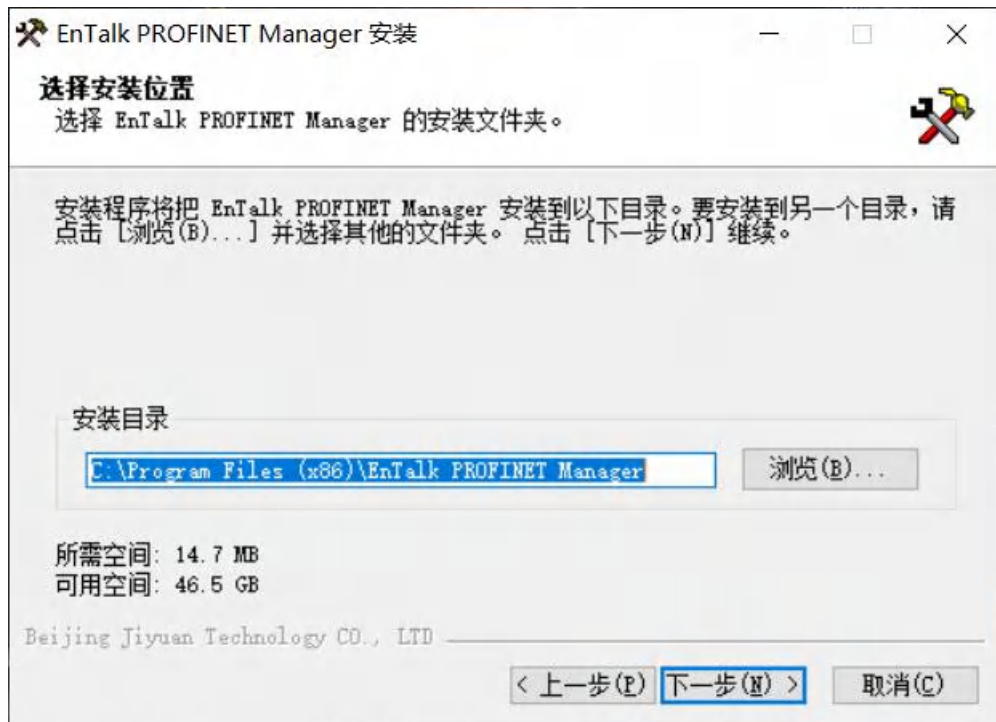 EnTalk PROFINET Manager 安装
选择安装位置
选择 EnTalk PROFINET Manager 的安装文件夹。
安装程序将把 EnTalk PROFINET Manager 安装到以下目录。要安装到另一个目录，请
点击 [浏览(B)...] 并选择其他的文件夹。 点击 [下一步(N)] 继续。
安装目录
C:\Program Files (x86)\EnTalk PROFINET Manager
浏览(B)...
所需空间: 14.7 MB
可用空间: 46.5 GB
Beijing Jiyuan Technology CO., LTD
< 上一步(P) 下一步(N) > 取消(C)